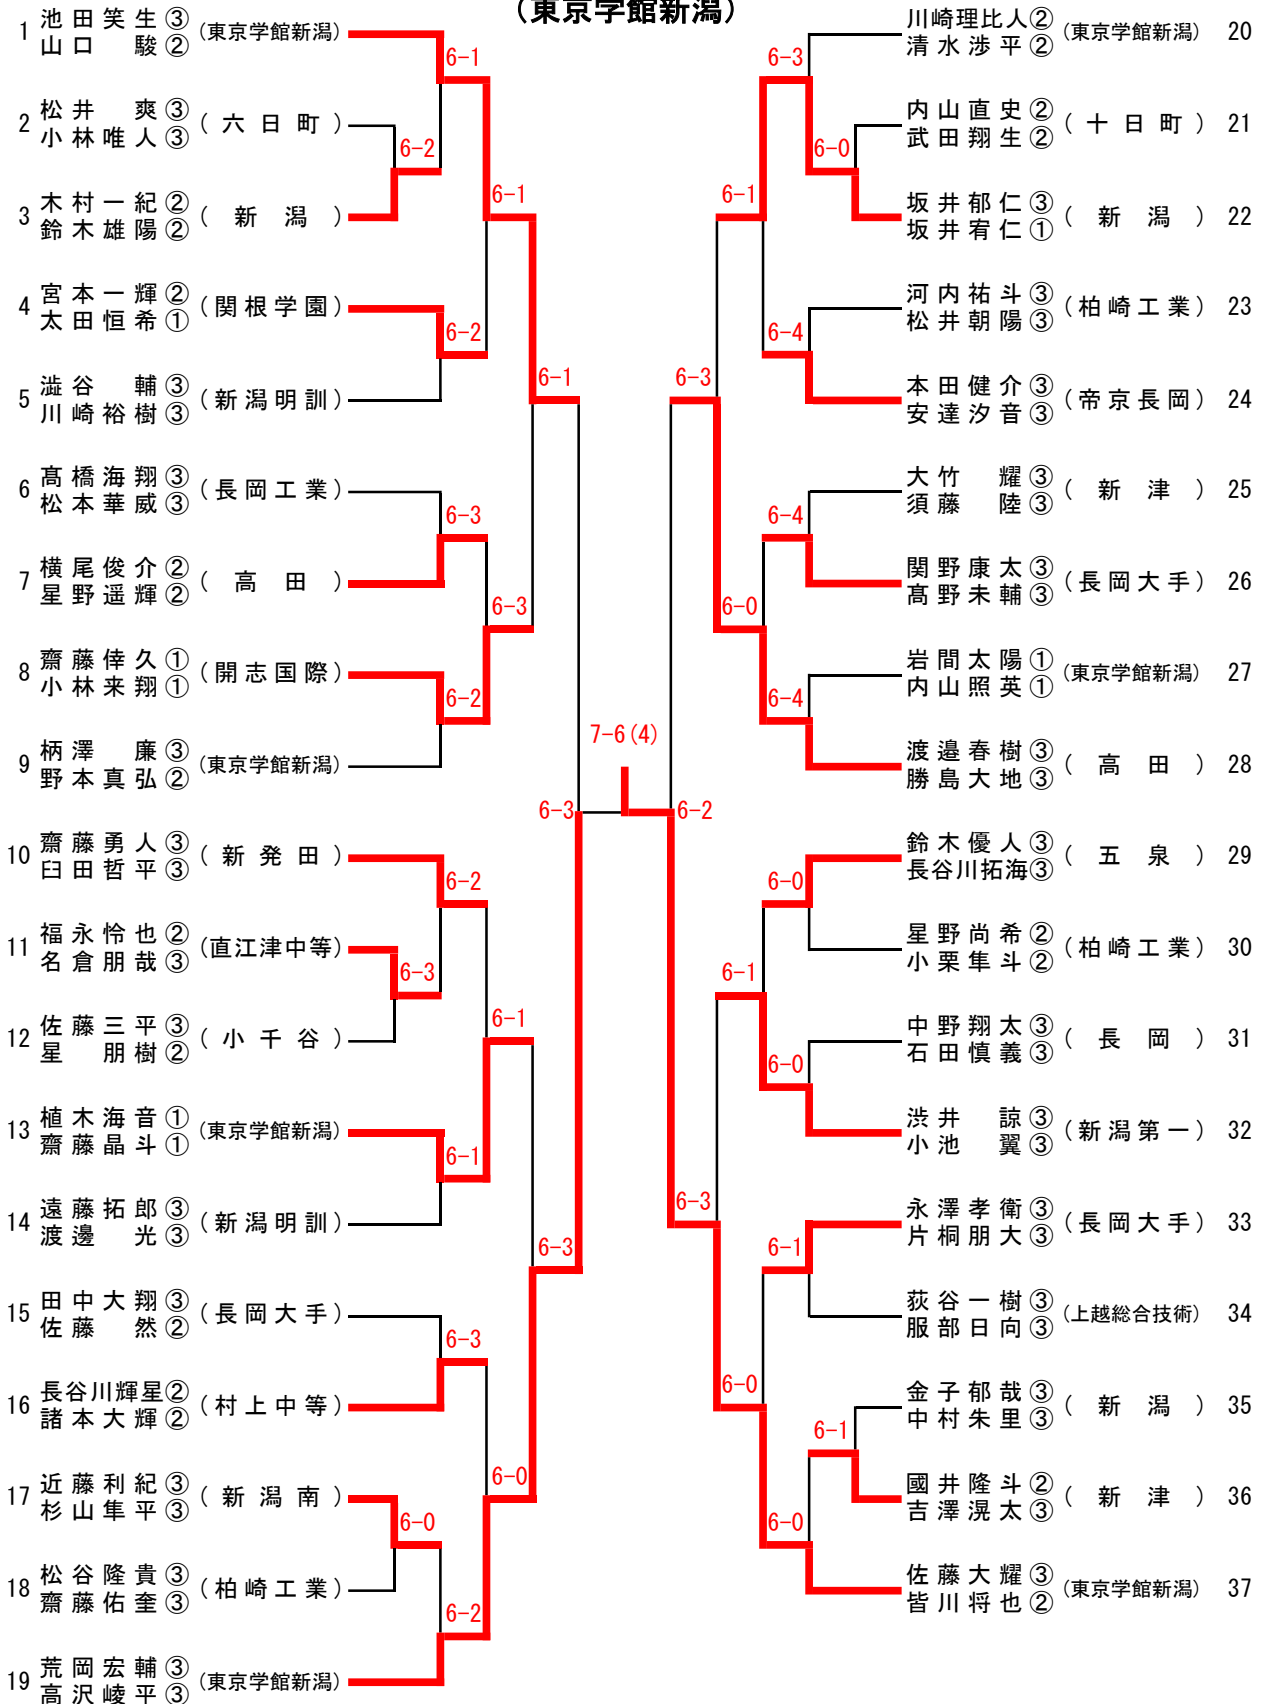 (東京学館新潟)
1 池田笑生③ (東京学館新潟)
山口　駿②
2 松井　爽③ (六日町)
小林唯人③
3 木村一紀② (新潟)
鈴木雄陽②
4 宮本一輝② (関根学園)
太田恒希①
5 澁谷　輔③ (新潟明訓)
川崎裕樹③
6 髙橋海翔③ (長岡工業)
松本華威③
7 横尾俊介② (高田)
星野遥輝②
8 齋藤倖久① (開志国際)
小林来翔①
9 柄澤　廉③ (東京学館新潟)
野本真弘②
10 齋藤勇人③ (新発田)
臼田哲平③
11 福永怜也② (直江津中等)
名倉朋哉③
12 佐藤三平③ (小千谷)
星　朋樹②
13 植木海音① (東京学館新潟)
齋藤晶斗①
14 遠藤拓郎③ (新潟明訓)
渡邊　光③
15 田中大翔③ (長岡大手)
佐藤　然②
16 長谷川輝星② (村上中等)
諸本大輝②
17 近藤利紀③ (新潟南)
杉山隼平③
18 松谷隆貴③ (柏崎工業)
齋藤佑奎③
19 荒岡宏輔③ (東京学館新潟)
高沢崚平③
6-1
6-2
6-1
6-2
6-1
6-3
6-3
6-2
7-6(4)
6-3
6-2
6-3
6-1
6-1
6-3
6-3
6-0
6-0
6-2
川崎理比人② (東京学館新潟) 20
清水渉平②
内山直史② (十日町) 21
武田翔生②
坂井郁仁③ (新潟) 22
坂井宥仁①
河内祐斗③ (柏崎工業) 23
松井朝陽③
本田健介③ (帝京長岡) 24
安達汐音③
大竹　耀③ (新津) 25
須藤　陸③
関野康太③ (長岡大手) 26
髙野未輔③
岩間太陽① (東京学館新潟) 27
内山照英①
渡邉春樹③ (高田) 28
勝島大地③
鈴木優人③ (五泉) 29
長谷川拓海③
星野尚希② (柏崎工業) 30
小栗隼斗②
中野翔太③ (長岡) 31
石田慎義③
渋井　諒③ (新潟第一) 32
小池　翼③
永澤孝衛③ (長岡大手) 33
片桐朋大③
荻谷一樹③ (上越総合技術) 34
服部日向③
金子郁哉③ (新潟) 35
中村朱里③
國井隆斗② (新津) 36
吉澤滉太③
佐藤大耀③ (東京学館新潟) 37
皆川将也②
6-3
6-0
6-1
6-4
6-3
6-4
6-0
6-4
6-2
6-0
6-1
6-0
6-3
6-1
6-0
6-1
6-0